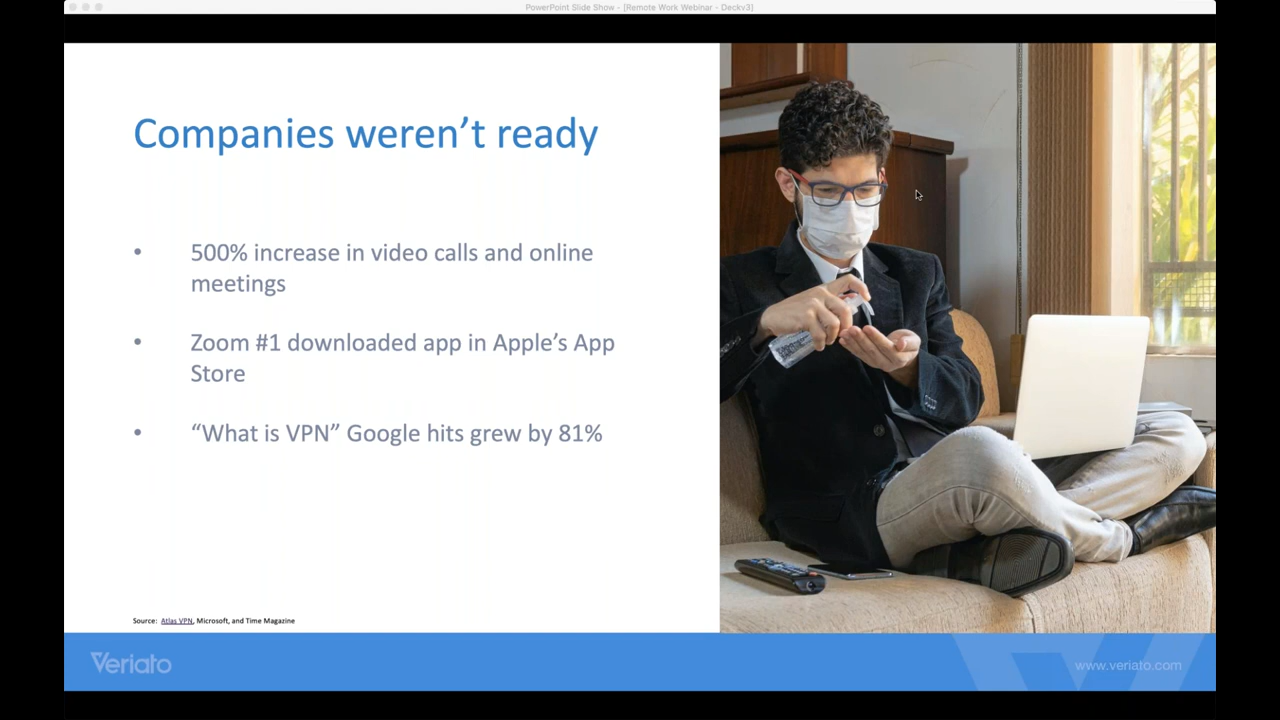 PowerPoint Slide Show - [Remote Work Webinar - Deckv3]
Companies weren’t ready
• 500% increase in video calls and online
meetings
• Zoom #1 downloaded app in Apple’s App
Store
• “What is VPN” Google hits grew by 81%
Source: Atlas VPN, Microsoft, and Time Magazine
Veriato
www.veriato.com